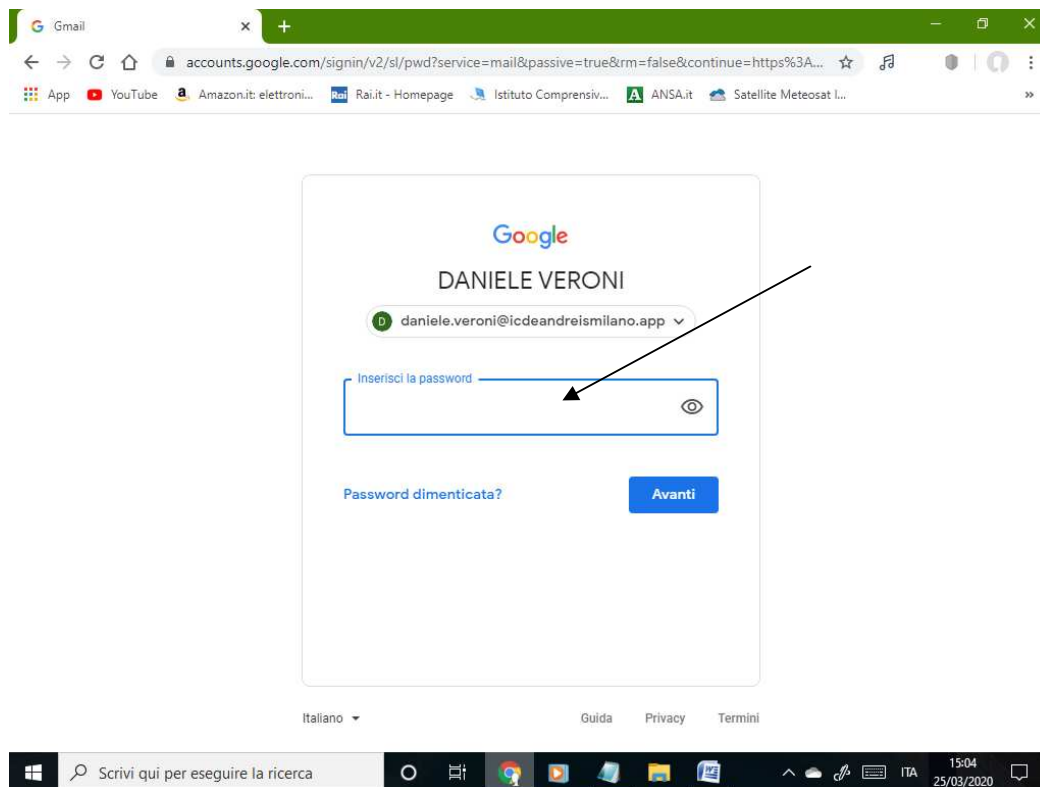 Gmail
accounts.google.com/signin/v2/sl/pwd?service=mail&passive=true&rm=false&continue=https%3A...
App YouTube Amazon.it: elettroni... Rai Rai.it - Homepage Istituto Comprensiv... A ANSA.it Satellite Meteosat I...
Google
DANIELE VERONI
D daniele.veroni@icdeandreismilano.app
Inserisci la password
Password dimenticata? Avanti
Italiano Guida Privacy Termini
Scrivi qui per eseguire la ricerca ITA 15:04
25/03/2020